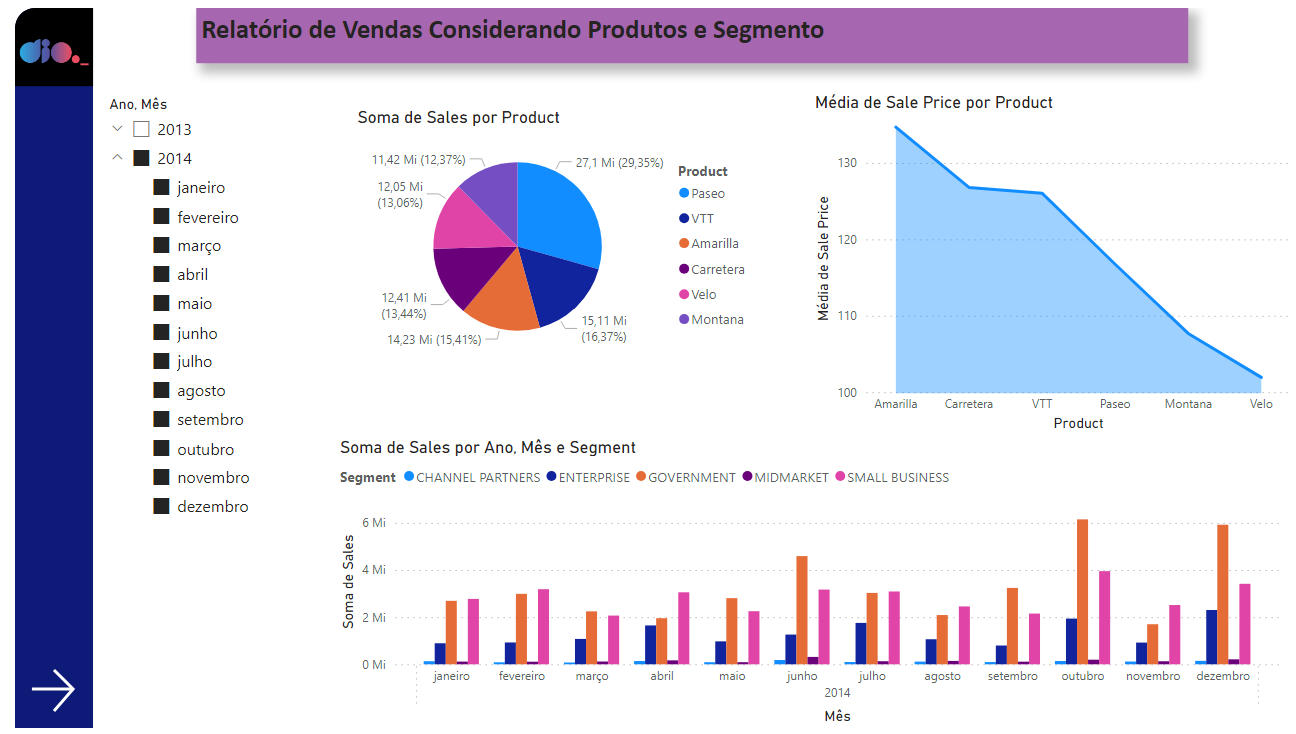 dio._
Relatório de Vendas Considerando Produtos e Segmento
Ano, Mês
2013
2014
janeiro
fevereiro
março
abril
maio
junho
julho
agosto
setembro
outubro
novembro
dezembro
Soma de Sales por Product
11,42 Mi (12,37%)
27,1 Mi (29,35%)
12,05 Mi
(13,06%)
12,41 Mi
(13,44%)
14,23 Mi (15,41%)
15,11 Mi
(16,37%)
Product
Paseo
VTT
Amarilla
Carretera
Velo
Montana
Média de Sale Price por Product
Média de Sale Price
130
120
110
100
Amarilla Carretera VTT Paseo Montana Velo
Product
Soma de Sales por Ano, Mês e Segment
Segment CHANNEL PARTNERS ENTERPRISE GOVERNMENT MIDMARKET SMALL BUSINESS
Soma de Sales
6 Mi
4 Mi
2 Mi
0 Mi
janeiro fevereiro março abril maio junho julho agosto setembro outubro novembro dezembro
2014
Mês